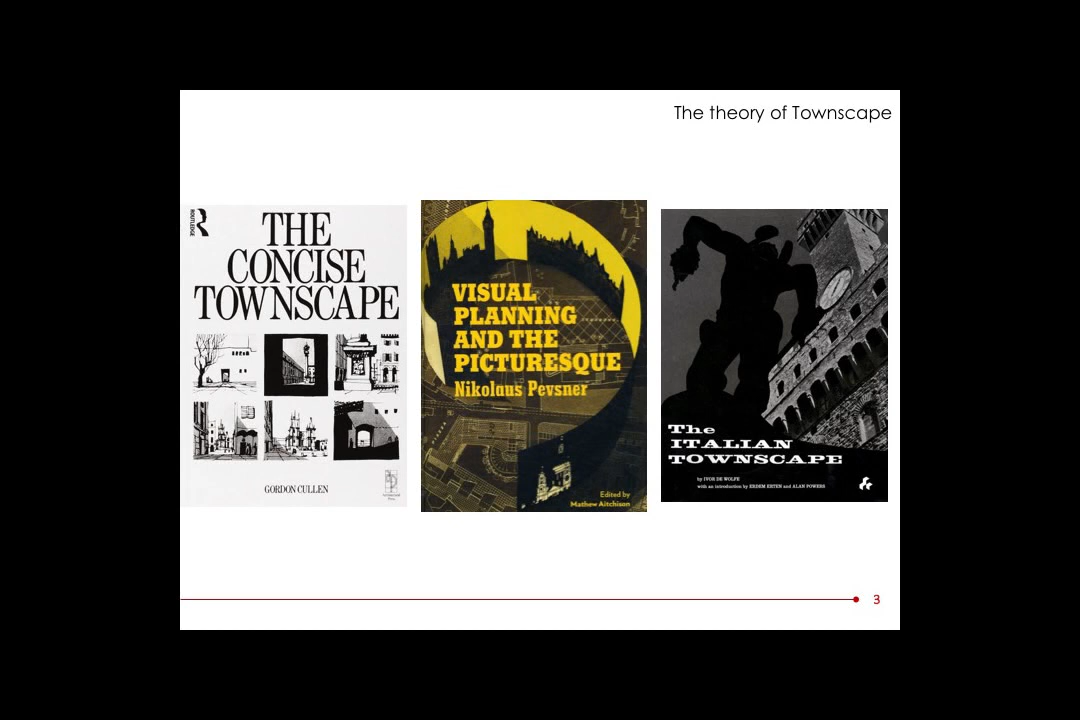 The theory of Townscape
ROUTLEDGE
THE
CONCISE
TOWNSCAPE
GORDON CULLEN
VISUAL
PLANNING
AND THE
PICTURESQUE
Nikolaus Pevsner
Edited by
Mathew Aitchison
The
ITALIAN
TOWNSCAPE
by IVOR DE WOLFE
with an introduction by ERDEM ERTEN and ALAN POWERS
3